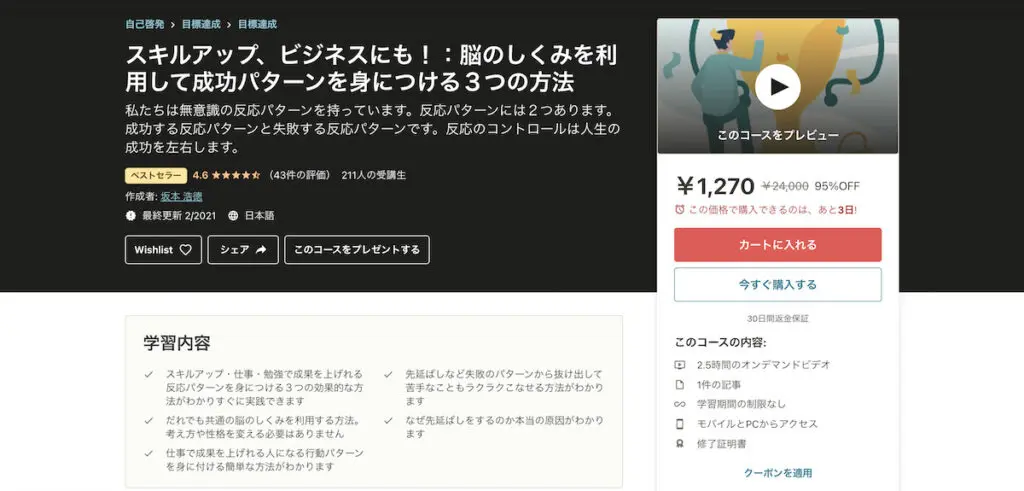 自己啓発 > 目標達成 > 目標達成
スキルアップ、ビジネスにも！：脳のしくみを利
用して成功パターンを身につける３つの方法
私たちは無意識の反応パターンを持っています。反応パターンには２つあります。
成功する反応パターンと失敗する反応パターンです。反応のコントロールは人生の
成功を左右します。
ベストセラー 4.6 （43件の評価） 211人の受講生
作成者: 坂本 浩徳
最終更新 2/2021 日本語
Wishlist シェア このコースをプレゼントする
学習内容
スキルアップ・仕事・勉強で成果を上げれる
反応パターンを身につける３つの効果的な方
法がわかりすぐに実践できます
だれでも共通の脳のしくみを利用する方法。
考え方や性格を変える必要はありません
仕事で成果を上げれる人になる行動パターン
を身に付ける簡単な方法がわかります
先延ばしなど失敗のパターンから抜け出して
苦手なこともラクラクこなせる方法がわかり
ます
なぜ先延ばしをするのか本当の原因がわかり
ます
このコースをプレビュー
￥1,270 ￥24,000 95%OFF
この価格で購入できるのは、あと3日!
カートに入れる
今すぐ購入する
30日間返金保証
このコースの内容:
2.5時間のオンデマンドビデオ
1件の記事
学習期間の制限なし
モバイルとPCからアクセス
修了証明書
クーポンを適用